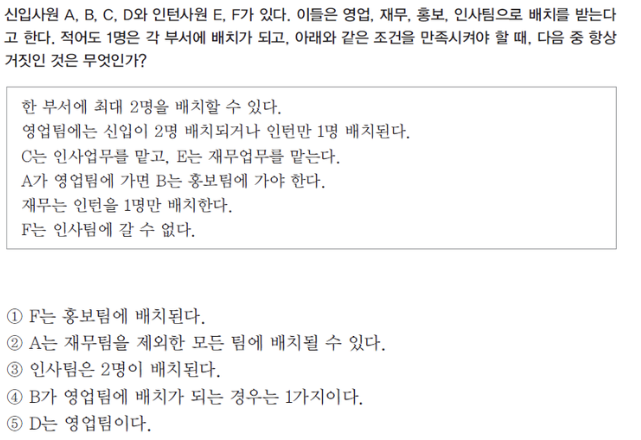 신입사원 A, B, C, D와 인턴사원 E, F가 있다. 이들은 영업, 재무, 홍보, 인사팀으로 배치를 받는다
고 한다. 적어도 1명은 각 부서에 배치가 되고, 아래와 같은 조건을 만족시켜야 할 때, 다음 중 항상
거짓인 것은 무엇인가?
한 부서에 최대 2명을 배치할 수 있다.
영업팀에는 신입이 2명 배치되거나 인턴만 1명 배치된다.
C는 인사업무를 맡고, E는 재무업무를 맡는다.
A가 영업팀에 가면 B는 홍보팀에 가야 한다.
재무는 인턴을 1명만 배치한다.
F는 인사팀에 갈 수 없다.
① F는 홍보팀에 배치된다.
② A는 재무팀을 제외한 모든 팀에 배치될 수 있다.
③ 인사팀은 2명이 배치된다.
④ B가 영업팀에 배치가 되는 경우는 1가지이다.
⑤ D는 영업팀이다.